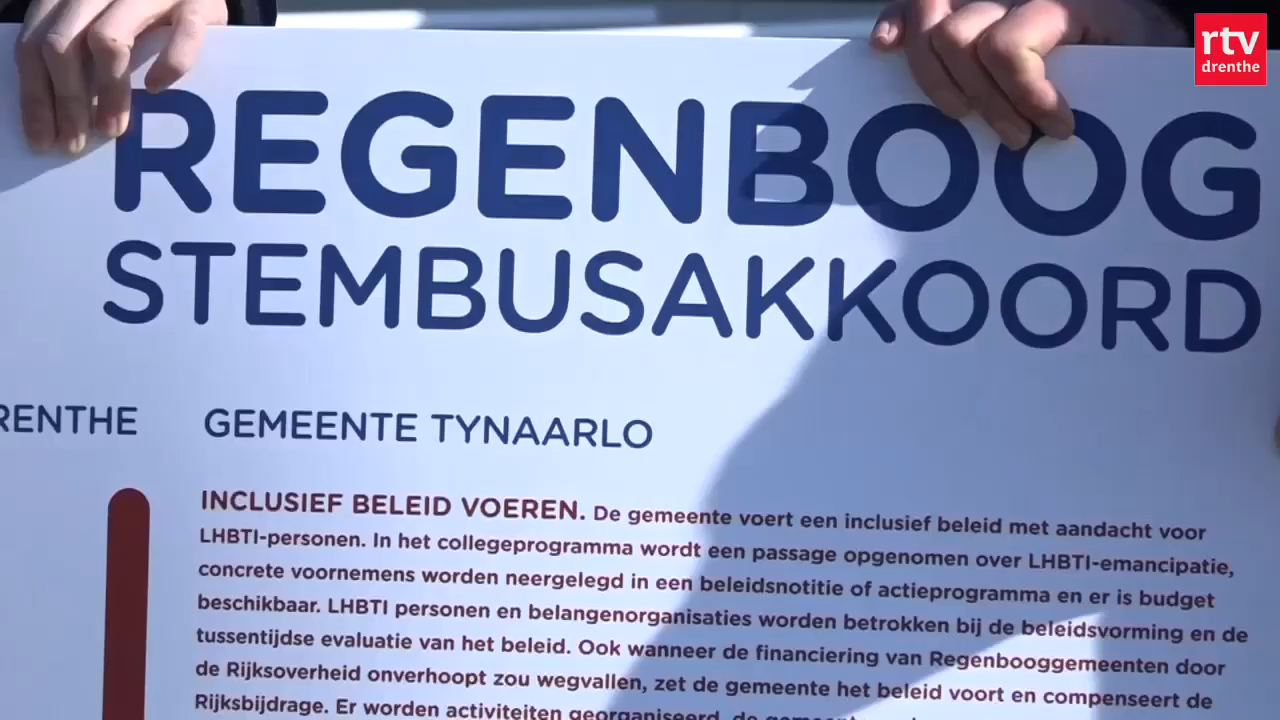 rtv
drenthe
REGENBOOG
STEMBUSAKKOORD
RENTHE
GEMEENTE TYNAARLO
INCLUSIEF BELEID VOEREN. De gemeente voert een inclusief beleid met aandacht voor
LHBTI-personen. In het collegeprogramma wordt een passage opgenomen over LHBTI-emancipatie,
concrete voornemens worden neergelegd in een beleidsnotitie of actieprogramma en er is budget
beschikbaar. LHBTI personen en belangenorganisaties worden betrokken bij de beleidsvorming en de
tussentijdse evaluatie van het beleid. Ook wanneer de financiering van Regenbooggemeenten door
de Rijksoverheid onverhoopt zou wegvallen, zet de gemeente het beleid voort en compenseert de
Rijksbijdrage. Er worden activiteiten georganiseerd, de